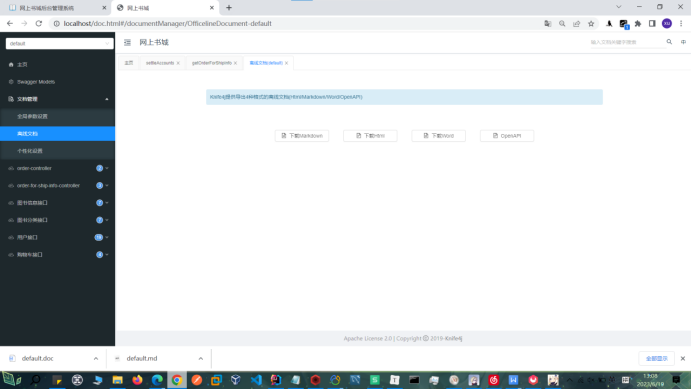 网上书城后台管理系统
网上书城
localhost/doc.html#/documentManager/OfficelineDocument-default
default
网上书城
输入文档关键字搜索
中
主页
主页
settleAccounts
getOrderForShipInfo
离线文档(default)
Swagger Models
文档管理
全局参数设置
离线文档
个性化设置
order-controller
2
order-for-ship-info-controller
3
图书信息接口
7
图书分类接口
用户接口
购物车接口
Knife4j提供导出4种格式的离线文档(Html/Markdown/Word/OpenAPI)
下载Markdown
下载Html
下载Word
OpenAPI
Apache License 2.0 | Copyright © 2019-Knife4j
default.doc
default.md
全部显示
13:08
2022/6/19